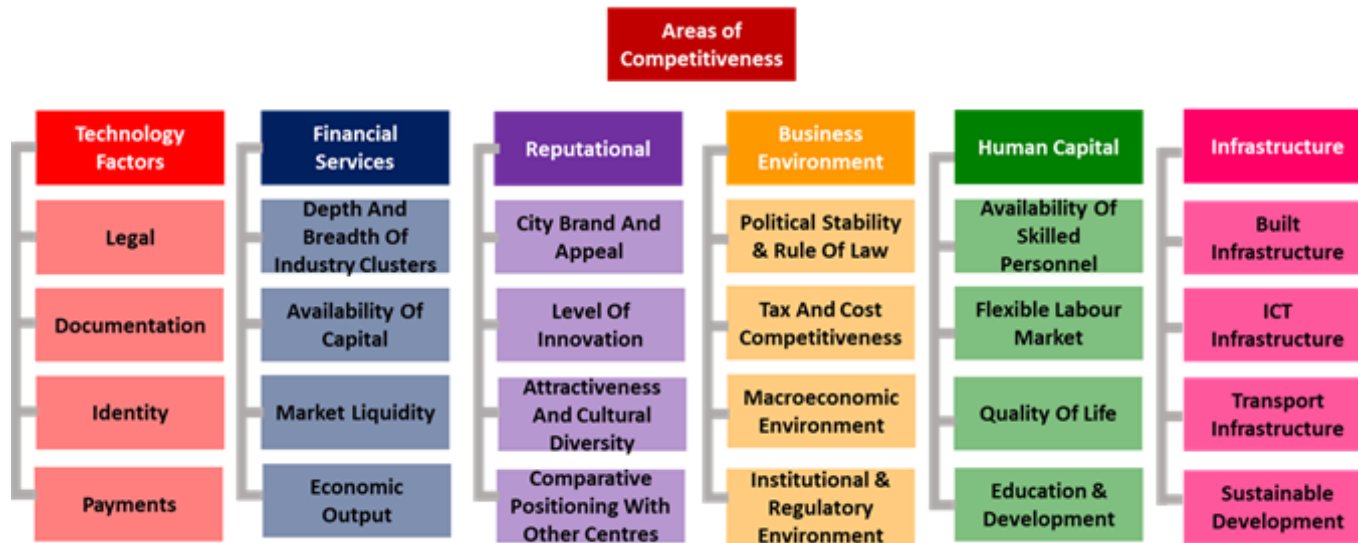 Areas of
Competitiveness
Technology
Factors
Legal
Documentation
Identity
Payments
Financial
Services
Depth And
Breadth Of
Industry Clusters
Availability Of
Capital
Market Liquidity
Economic
Output
Reputational
City Brand And
Appeal
Level Of
Innovation
Attractiveness
And Cultural
Diversity
Comparative
Positioning With
Other Centres
Business
Environment
Political Stability
& Rule Of Law
Tax And Cost
Competitiveness
Macroeconomic
Environment
Institutional &
Regulatory
Environment
Human Capital
Availability Of
Skilled
Personnel
Flexible Labour
Market
Quality Of Life
Education &
Development
Infrastructure
Built
Infrastructure
ICT
Infrastructure
Transport
Infrastructure
Sustainable
Development